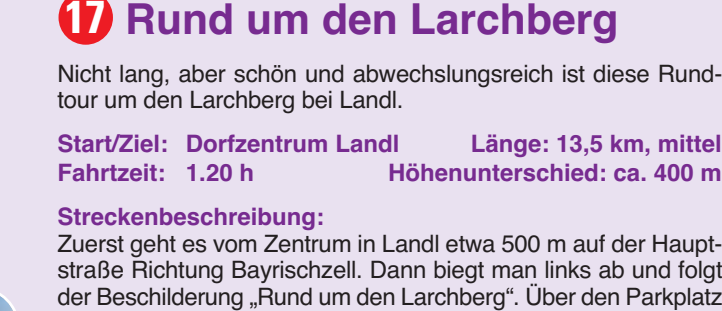 17 Rund um den Larchberg
Nicht lang, aber schön und abwechslungsreich ist diese Rund-
tour um den Larchberg bei Landl.
Start/Ziel: Dorfzentrum Landl Länge: 13,5 km, mittel
Fahrtzeit: 1.20 h Höhenunterschied: ca. 400 m
Streckenbeschreibung:
Zuerst geht es vom Zentrum in Landl etwa 500 m auf der Haupt-
straße Richtung Bayrischzell. Dann biegt man links ab und folgt
der Beschilderung „Rund um den Larchberg“. Über den Parkplatz